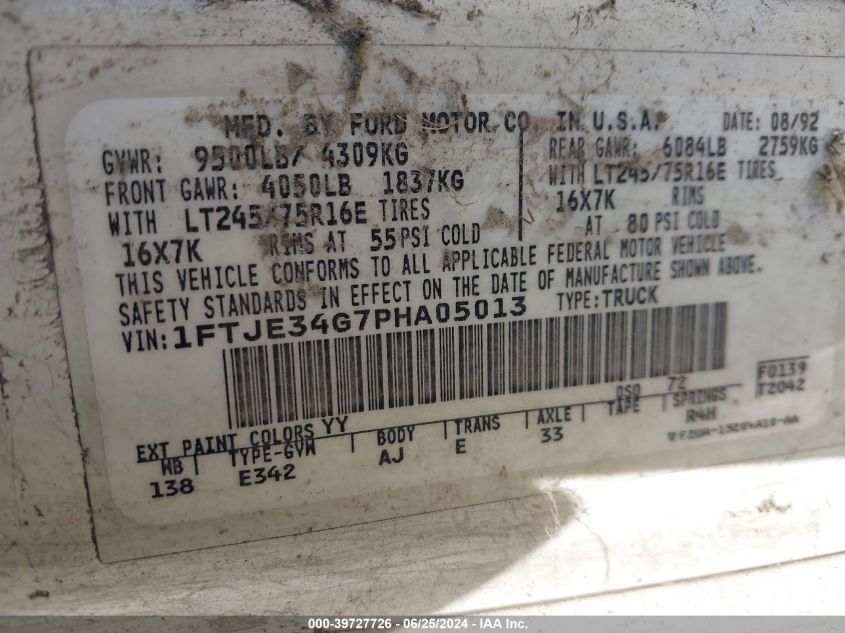 MFD. BY FORD MOTOR CO IN U.S.A.
DATE: 08/92
GVWR: 9500LB/ 4309KG
REAR GAWR: 6084LB 2759KG
FRONT GAWR: 4050LB 1837KG
WITH LT245/75R16E TIRES
WITH LT245/75R16E TIRES
16X7K RIMS
16X7K RIMS AT 55 PSI COLD
AT 80 PSI COLD
THIS VEHICLE CONFORMS TO ALL APPLICABLE FEDERAL MOTOR VEHICLE
SAFETY STANDARDS IN EFFECT ON THE DATE OF MANUFACTURE SHOWN ABOVE.
VIN: 1FTJE34G7PHA05013
TYPE: TRUCK
F0139
T2042
DSO 72
EXT PAINT COLORS YY
WB | TYPE-GVW | BODY | TRANS | AXLE | TAPE | SPRINGS
138 E342 AJ E 33 R4H
000-39727726 - 06/25/2024 - IAA Inc.